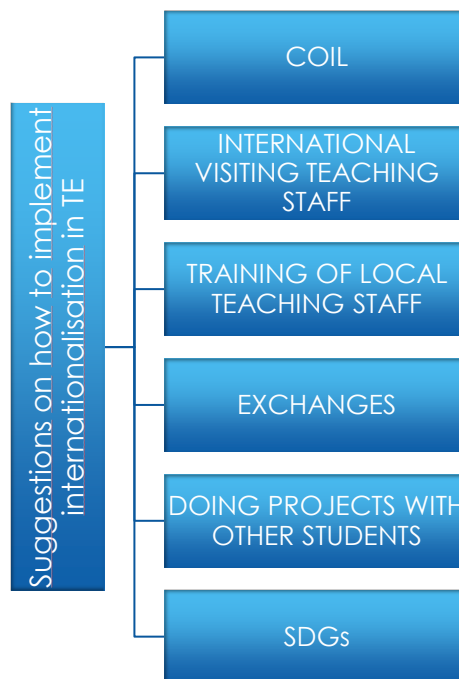 Suggestions on how to implement
internationalisation in TE
COIL
INTERNATIONAL
VISITING TEACHING
STAFF
TRAINING OF LOCAL
TEACHING STAFF
EXCHANGES
DOING PROJECTS WITH
OTHER STUDENTS
SDGs